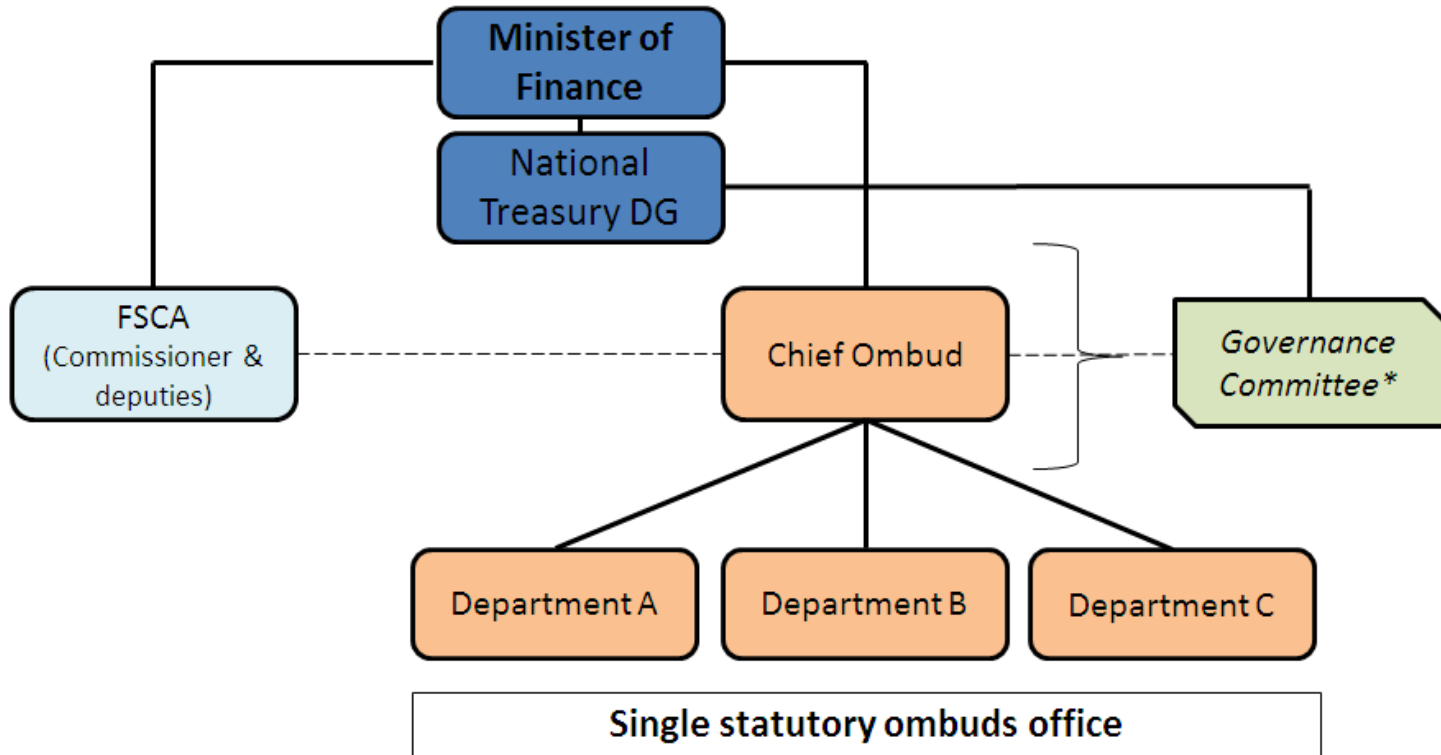 Minister of
Finance
National
Treasury DG
FSCA
(Commissioner &
deputies)
Chief Ombud
Governance
Committee*
Department A
Department B
Department C
Single statutory ombuds office